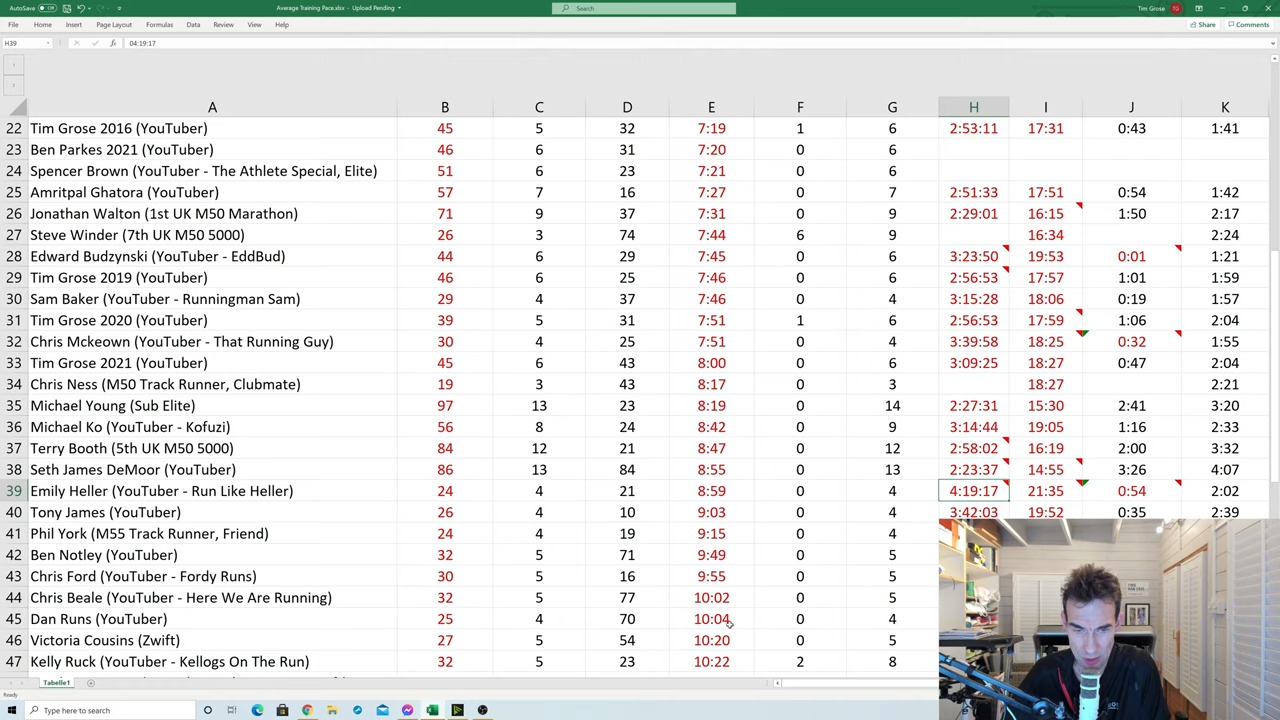 AutoSave Off Average Training Pace.xlsx - Upload Pending Search Tim Grose TG
File Home Insert Page Layout Formulas Data Review View Help Share Comments
H39 fx 04:19:17
A B C D E F G H I J K
22 Tim Grose 2016 (YouTuber) 45 5 32 7:19 1 6 2:53:11 17:31 0:43 1:41
23 Ben Parkes 2021 (YouTuber) 46 6 31 7:20 0 6
24 Spencer Brown (YouTuber - The Athlete Special, Elite) 51 6 23 7:21 0 6
25 Amritpal Ghatora (YouTuber) 57 7 16 7:27 0 7 2:51:33 17:51 0:54 1:42
26 Jonathan Walton (1st UK M50 Marathon) 71 9 37 7:31 0 9 2:29:01 16:15 1:50 2:17
27 Steve Winder (7th UK M50 5000) 26 3 74 7:44 6 9 16:34 2:24
28 Edward Budzynski (YouTuber - EddBud) 44 6 29 7:45 0 6 3:23:50 19:53 0:01 1:21
29 Tim Grose 2019 (YouTuber) 46 6 25 7:46 0 6 2:56:53 17:57 1:01 1:59
30 Sam Baker (YouTuber - Runningman Sam) 29 4 37 7:46 0 4 3:15:28 18:06 0:19 1:57
31 Tim Grose 2020 (YouTuber) 39 5 31 7:51 1 6 2:56:53 17:59 1:06 2:04
32 Chris Mckeown (YouTuber - That Running Guy) 30 4 25 7:51 0 4 3:39:58 18:25 0:32 1:55
33 Tim Grose 2021 (YouTuber) 45 6 43 8:00 0 6 3:09:25 18:27 0:47 2:04
34 Chris Ness (M50 Track Runner, Clubmate) 19 3 43 8:17 0 3 18:27 2:21
35 Michael Young (Sub Elite) 97 13 23 8:19 0 14 2:27:31 15:30 2:41 3:20
36 Michael Ko (YouTuber - Kofuzi) 56 8 24 8:42 0 9 3:14:44 19:05 1:16 2:33
37 Terry Booth (5th UK M50 5000) 84 12 21 8:47 0 12 2:58:02 16:19 2:00 3:32
38 Seth James DeMoor (YouTuber) 86 13 84 8:55 0 13 2:23:37 14:55 3:26 4:07
39 Emily Heller (YouTuber - Run Like Heller) 24 4 21 8:59 0 4 4:19:17 21:35 0:54 2:02
40 Tony James (YouTuber) 26 4 10 9:03 0 4 3:42:03 19:52 0:35 2:39
41 Phil York (M55 Track Runner, Friend) 24 4 19 9:15 0 4
42 Ben Notley (YouTuber) 32 5 71 9:49 0 5
43 Chris Ford (YouTuber - Fordy Runs) 30 5 16 9:55 0 5
44 Chris Beale (YouTuber - Here We Are Running) 32 5 77 10:02 0 5
45 Dan Runs (YouTuber) 25 4 70 10:04 0 4
46 Victoria Cousins (Zwift) 27 5 54 10:20 0 5
47 Kelly Ruck (YouTuber - Kellogs On The Run) 32 5 23 10:22 2 8
Tabelle1
Ready
Type here to search